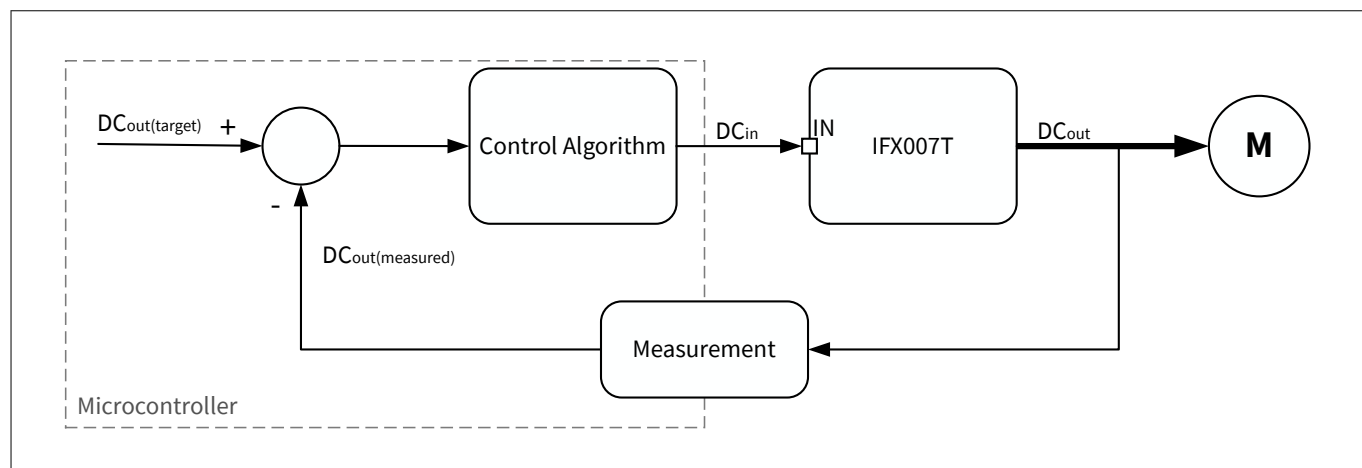 DCout(target)
+
-
Control Algorithm
DCin
IN
IFX007T
DCout
M
DCout(measured)
Measurement
Microcontroller